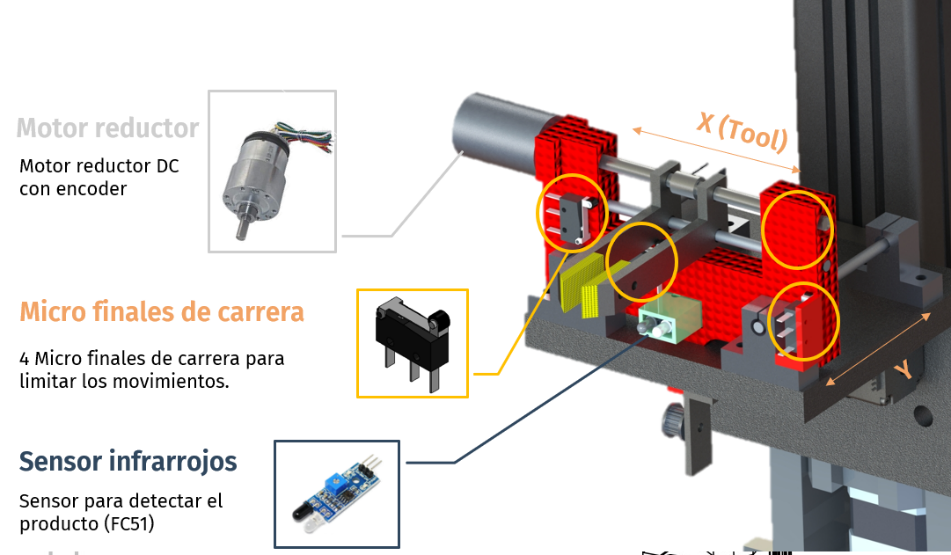 Motor reductor
Motor reductor DC
con encoder
X (Tool)
Micro finales de carrera
4 Micro finales de carrera para
limitar los movimientos.
Y
Sensor infrarrojos
Sensor para detectar el
producto (FC51)